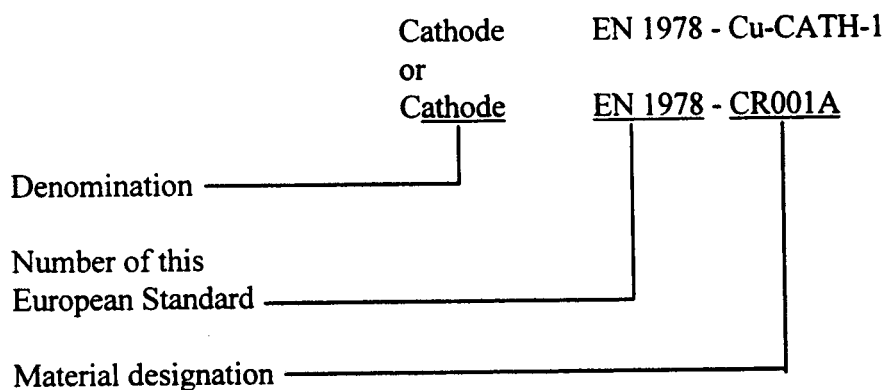 Cathode EN 1978 - Cu-CATH-1
or
Cathode EN 1978 - CR001A
Denomination
Number of this
European Standard
Material designation